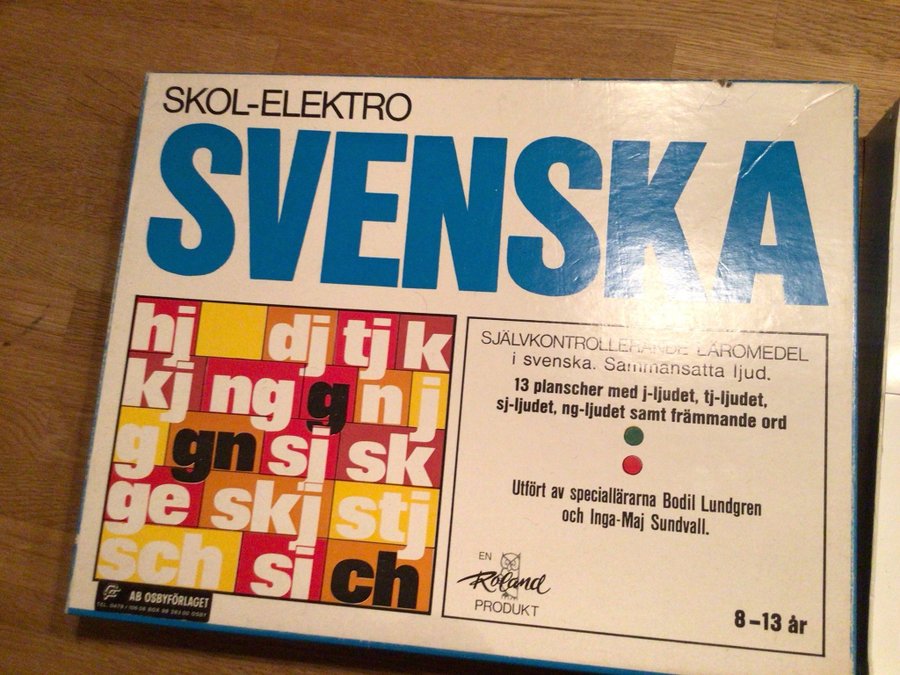 SKOL-ELEKTRO
SVENSKA
hj dj tj k
kj ng g n j
g gn sj sk
ge skj stj
sch si ch
AB OSBYFÖRLAGET
SJÄLVKONTROLLERANDE LÄROMEDEL
i svenska. Sammansatta ljud.
13 planscher med j-ljudet, tj-ljudet,
sj-ljudet, ng-ljudet samt främmande ord
Utfört av speciallärarna Bodil Lundgren
och Inga-Maj Sundvall.
EN
Roland
PRODUKT
8–13 år